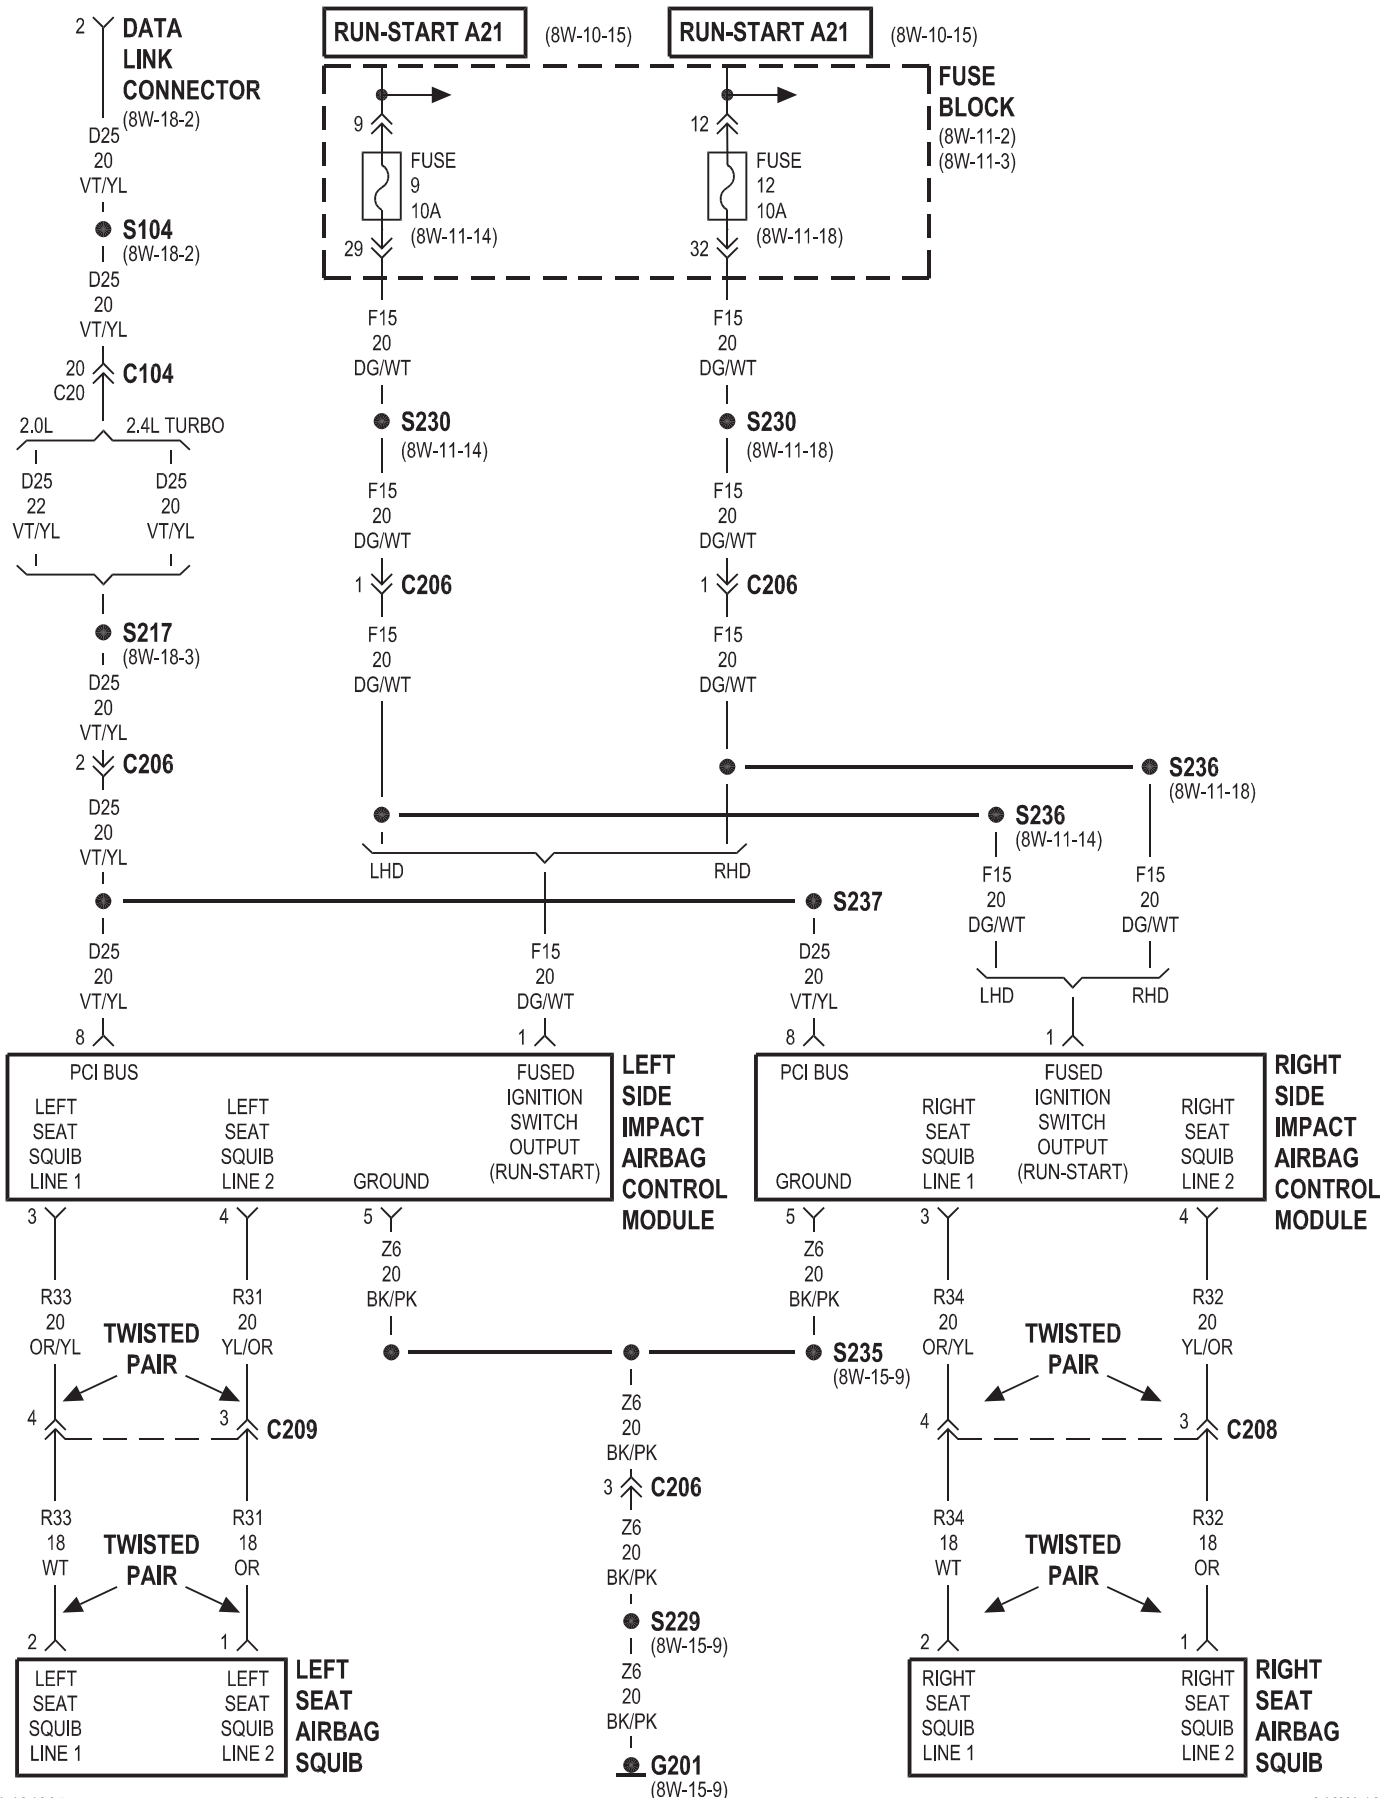 RUN-START A21
(8W-10-15)
RUN-START A21
(8W-10-15)
2
DATA
LINK
CONNECTOR
(8W-18-2)
D25
20
VT/YL
S104
(8W-18-2)
D25
20
VT/YL
20
C20
C104
2.0L
2.4L TURBO
D25
22
VT/YL
D25
20
VT/YL
S217
(8W-18-3)
D25
20
VT/YL
2
C206
D25
20
VT/YL
D25
20
VT/YL
8
FUSE
BLOCK
(8W-11-2)
(8W-11-3)
9
FUSE
9
10A
(8W-11-14)
29
F15
20
DG/WT
S230
(8W-11-14)
F15
20
DG/WT
1
C206
F15
20
DG/WT
12
FUSE
12
10A
(8W-11-18)
32
F15
20
DG/WT
S230
(8W-11-18)
F15
20
DG/WT
1
C206
F15
20
DG/WT
S236
(8W-11-18)
S236
(8W-11-14)
LHD
RHD
S237
F15
20
DG/WT
1
D25
20
VT/YL
8
F15
20
DG/WT
F15
20
DG/WT
LHD
RHD
1
PCI BUS
LEFT
SEAT
SQUIB
LINE 1
LEFT
SEAT
SQUIB
LINE 2
GROUND
FUSED
IGNITION
SWITCH
OUTPUT
(RUN-START)
LEFT
SIDE
IMPACT
AIRBAG
CONTROL
MODULE
PCI BUS
GROUND
RIGHT
SEAT
SQUIB
LINE 1
FUSED
IGNITION
SWITCH
OUTPUT
(RUN-START)
RIGHT
SEAT
SQUIB
LINE 2
RIGHT
SIDE
IMPACT
AIRBAG
CONTROL
MODULE
3
R33
20
OR/YL
4
R31
20
YL/OR
TWISTED
PAIR
4
3
C209
R33
18
WT
R31
18
OR
TWISTED
PAIR
2
1
LEFT
SEAT
SQUIB
LINE 1
LEFT
SEAT
SQUIB
LINE 2
LEFT
SEAT
AIRBAG
SQUIB
5
Z6
20
BK/PK
5
Z6
20
BK/PK
S235
(8W-15-9)
Z6
20
BK/PK
3
C206
Z6
20
BK/PK
S229
(8W-15-9)
Z6
20
BK/PK
G201
(8W-15-9)
3
R34
20
OR/YL
4
R32
20
YL/OR
TWISTED
PAIR
4
3
C208
R34
18
WT
R32
18
OR
TWISTED
PAIR
2
1
RIGHT
SEAT
SQUIB
LINE 1
RIGHT
SEAT
SQUIB
LINE 2
RIGHT
SEAT
AIRBAG
SQUIB